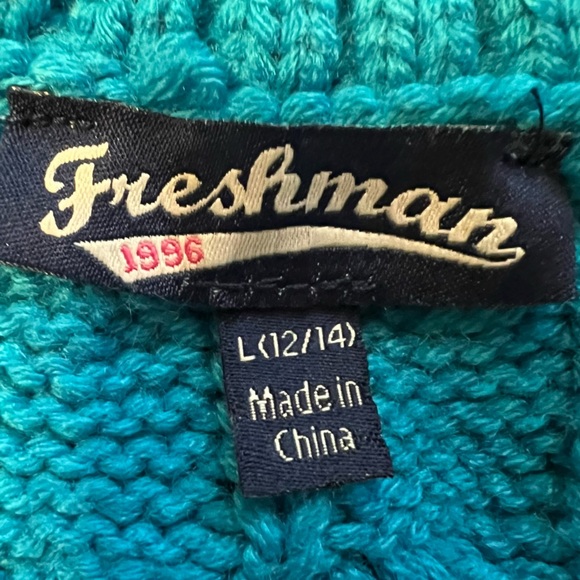 Freshman
1996
L(12/14)
Made in
China